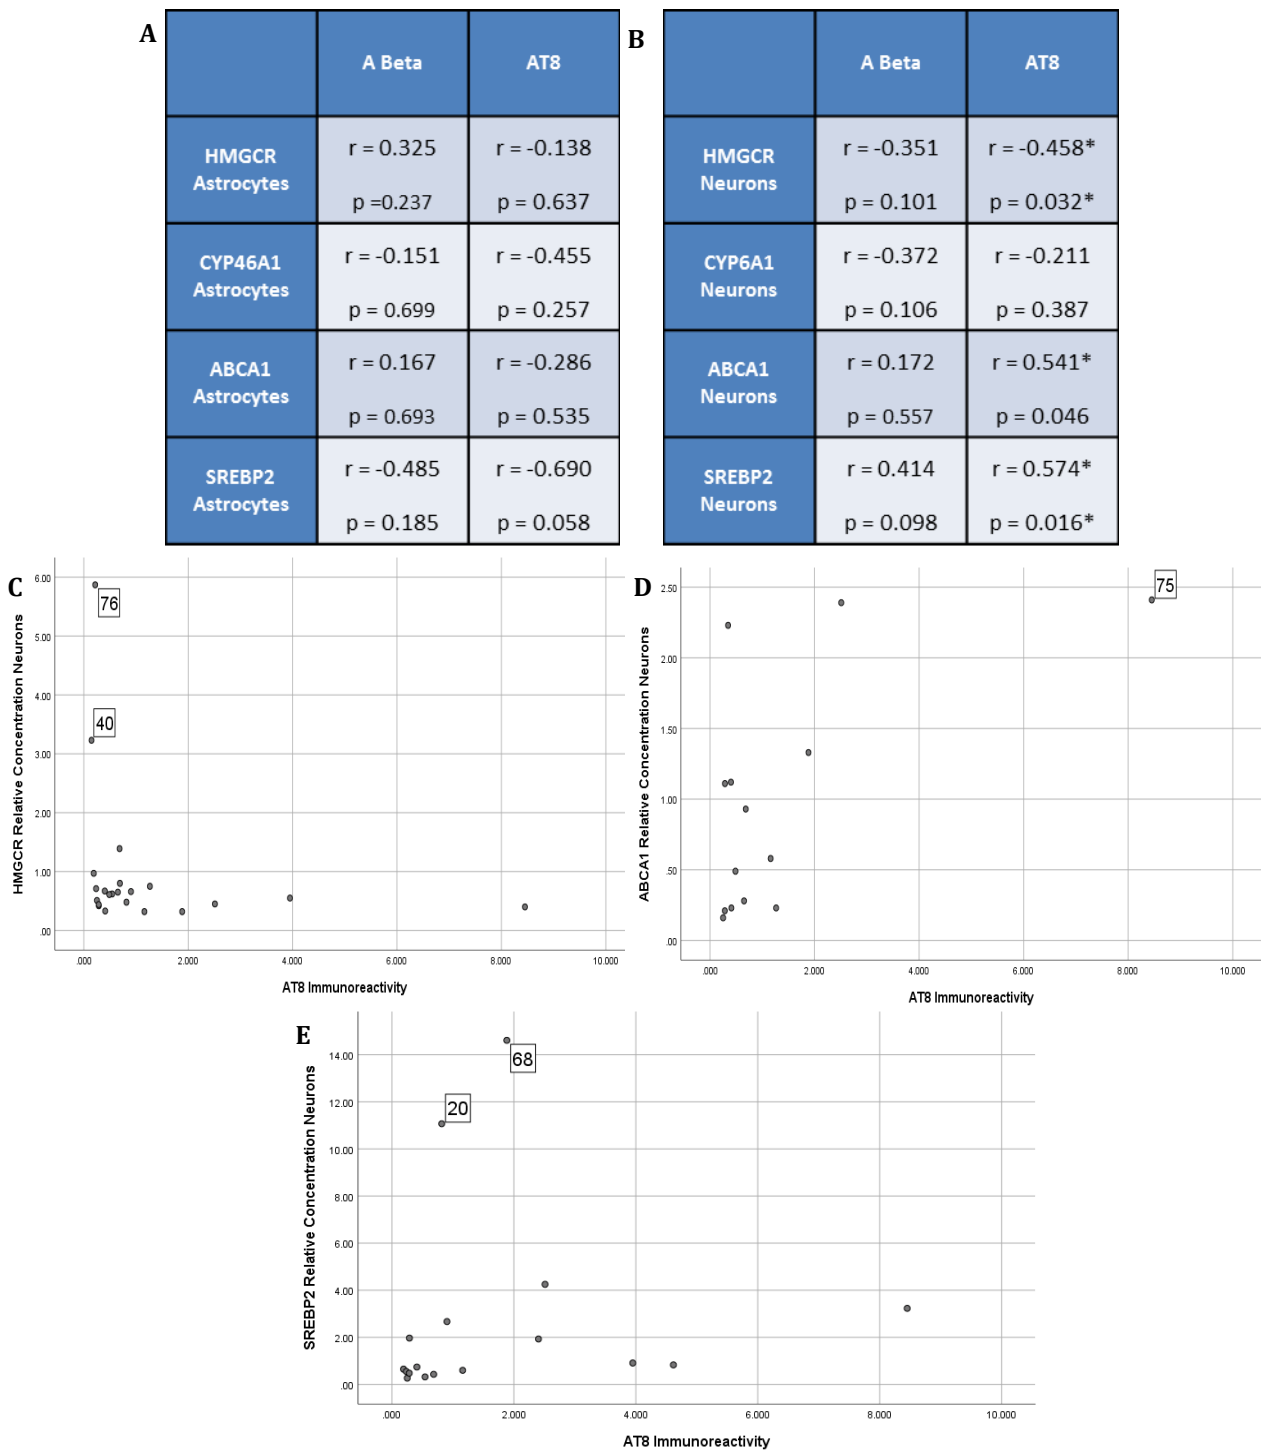 A
A Beta
AT8
HMGCR
Astrocytes
r = 0.325
p =0.237
r = -0.138
p = 0.637
CYP46A1
Astrocytes
r = -0.151
p = 0.699
r = -0.455
p = 0.257
ABCA1
Astrocytes
r = 0.167
p = 0.693
r = -0.286
p = 0.535
SREBP2
Astrocytes
r = -0.485
p = 0.185
r = -0.690
p = 0.058
B
A Beta
AT8
HMGCR
Neurons
r = -0.351
p = 0.101
r = -0.458*
p = 0.032*
CYP6A1
Neurons
r = -0.372
p = 0.106
r = -0.211
p = 0.387
ABCA1
Neurons
r = 0.172
p = 0.557
r = 0.541*
p = 0.046
SREBP2
Neurons
r = 0.414
p = 0.098
r = 0.574*
p = 0.016*
C
HMGCR Relative Concentration Neurons
6.00
5.00
4.00
3.00
2.00
1.00
.00
76
40
.000 2.000 4.000 6.000 8.000 10.000
AT8 Immunoreactivity
D
ABCA1 Relative Concentration Neurons
2.50
2.00
1.50
1.00
.50
.00
75
.000 2.000 4.000 6.000 8.000 10.000
AT8 Immunoreactivity
E
SREBP2 Relative Concentration Neurons
14.00
12.00
10.00
8.00
6.00
4.00
2.00
.00
68
20
.000 2.000 4.000 6.000 8.000 10.000
AT8 Immunoreactivity